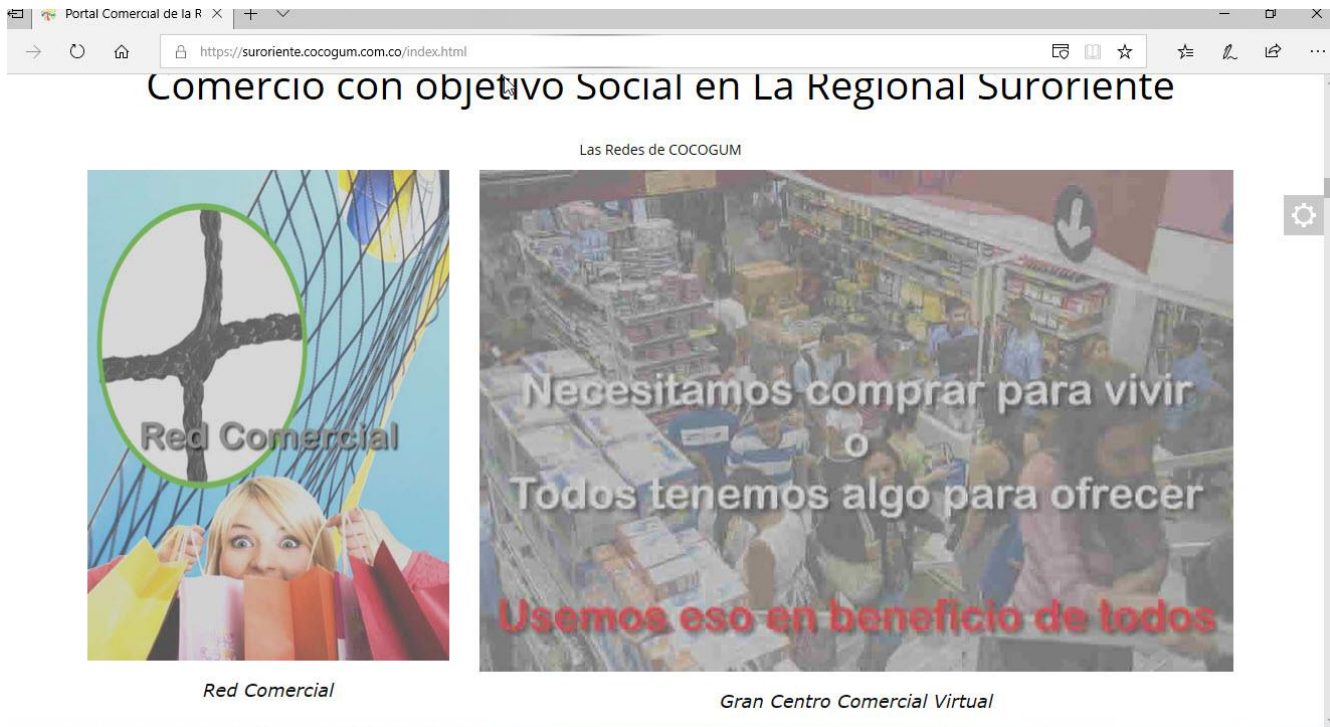 Portal Comercial de la R
https://suroriente.cocogum.com.co/index.html
Comercio con objetivo Social en La Regional Suroriente
Las Redes de COCOGUM
Red Comercial
Necesitamos comprar para vivir
o
Todos tenemos algo para ofrecer
Usemos eso en beneficio de todos
Red Comercial
Gran Centro Comercial Virtual